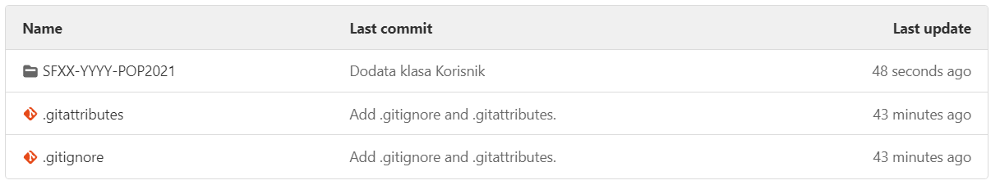 Name Last commit Last update
SFXX-YYYY-POP2021 Dodata klasa Korisnik 48 seconds ago
.gitattributes Add .gitignore and .gitattributes. 43 minutes ago
.gitignore Add .gitignore and .gitattributes. 43 minutes ago